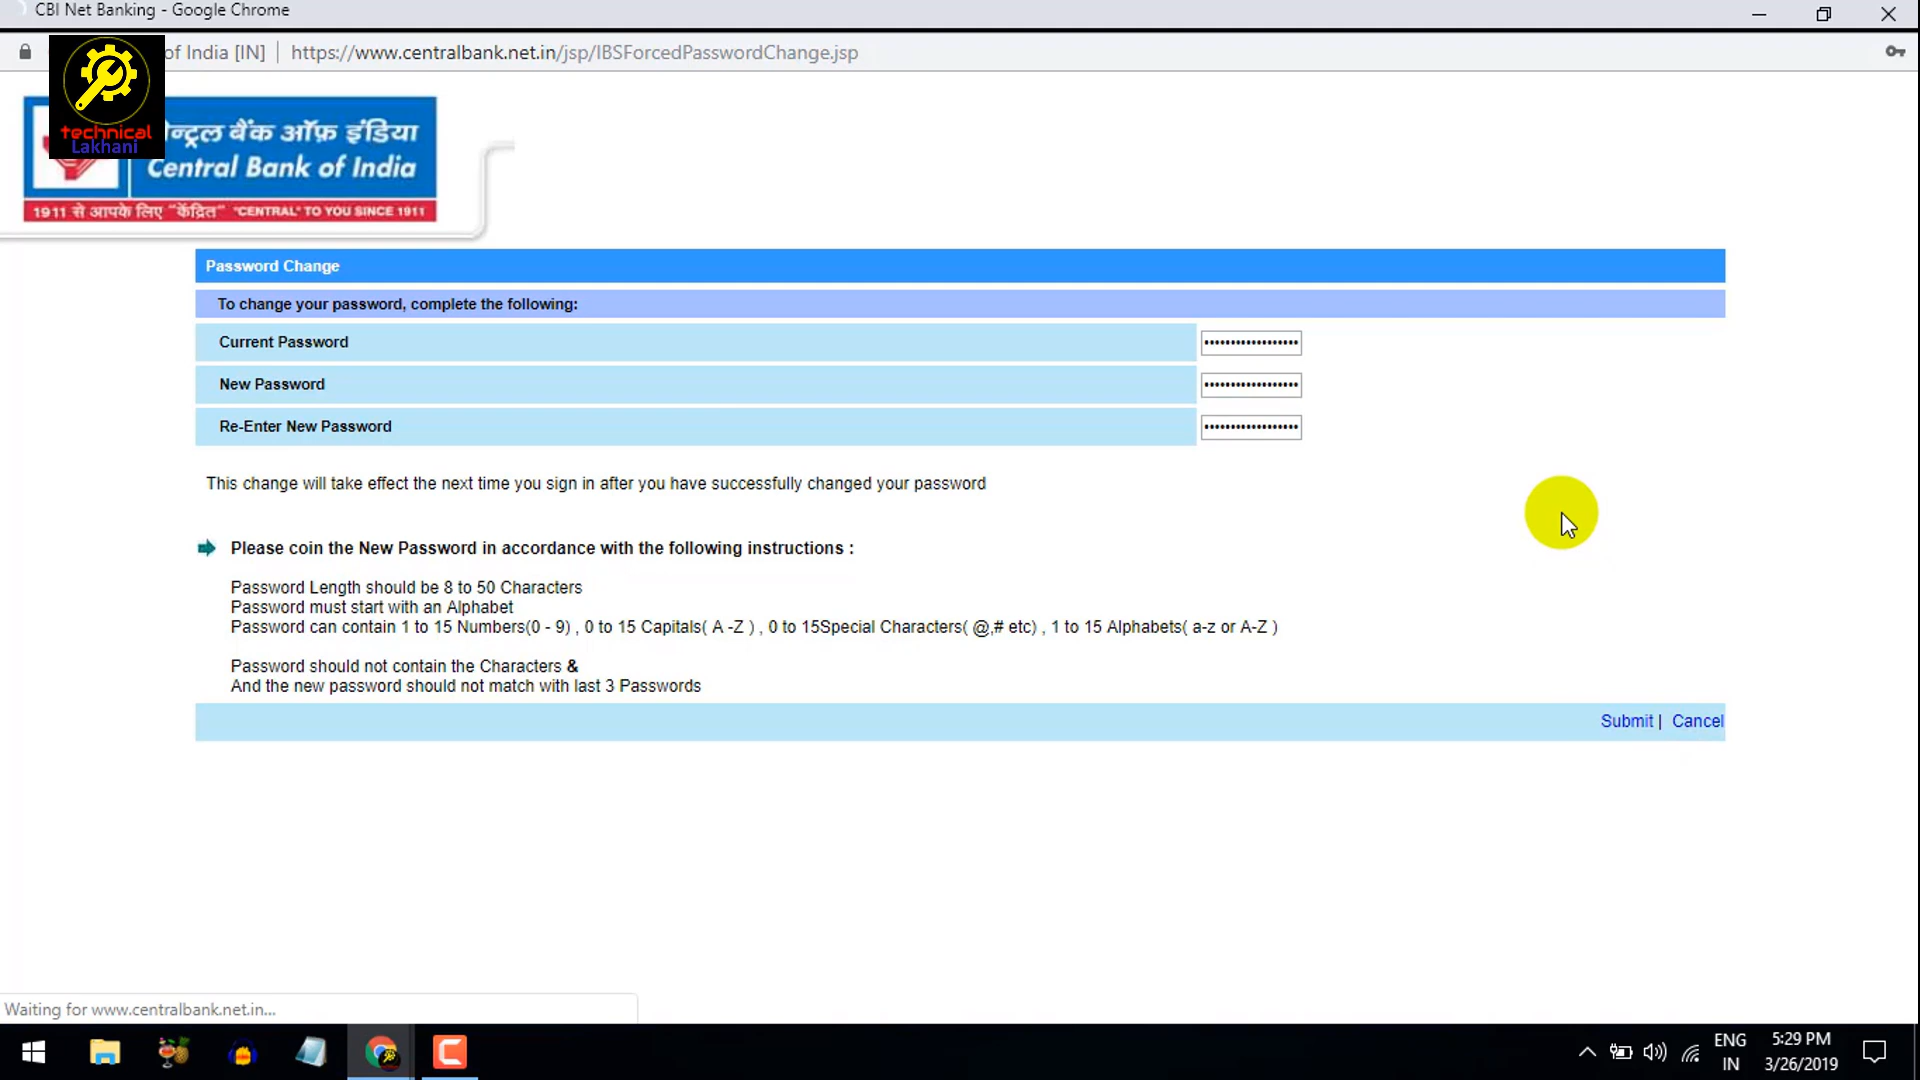 CBI Net Banking - Google Chrome
of India [IN] | https://www.centralbank.net.in/jsp/IBSForcedPasswordChange.jsp
technical
Lakhani
सेन्ट्रल बैंक ऑफ़ इंडिया
Central Bank of India
1911 से आपके लिए “केंद्रित” "CENTRAL" TO YOU SINCE 1911
Password Change
To change your password, complete the following:
Current Password ••••••••••••••••••
New Password ••••••••••••••••••
Re-Enter New Password ••••••••••••••••••
This change will take effect the next time you sign in after you have successfully changed your password
Please coin the New Password in accordance with the following instructions :
Password Length should be 8 to 50 Characters
Password must start with an Alphabet
Password can contain 1 to 15 Numbers(0 - 9) , 0 to 15 Capitals( A -Z ) , 0 to 15Special Characters( @,# etc) , 1 to 15 Alphabets( a-z or A-Z )
Password should not contain the Characters &
And the new password should not match with last 3 Passwords
Submit | Cancel
Waiting for www.centralbank.net.in...
ENG 5:29 PM
IN 3/26/2019